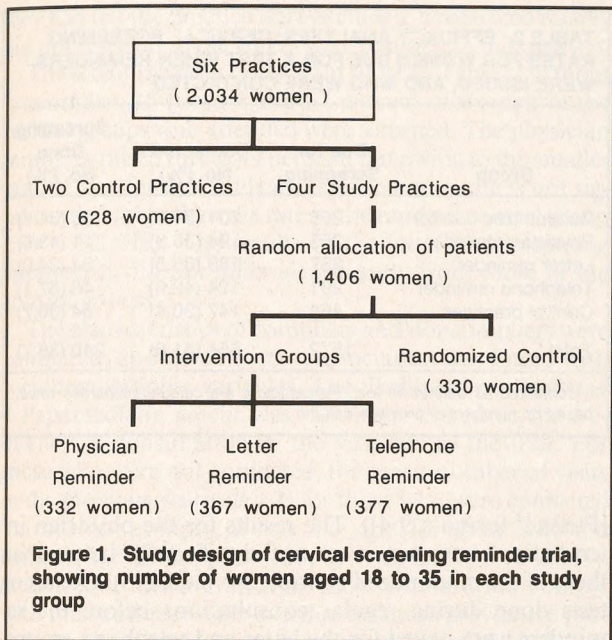 Six Practices
(2,034 women)
Two Control Practices
(628 women)
Four Study Practices
Random allocation of patients
(1,406 women)
Intervention Groups
Randomized Control
(330 women)
Physician
Reminder
(332 women)
Letter
Reminder
(367 women)
Telephone
Reminder
(377 women)
Figure 1. Study design of cervical screening reminder trial,
showing number of women aged 18 to 35 in each study
group